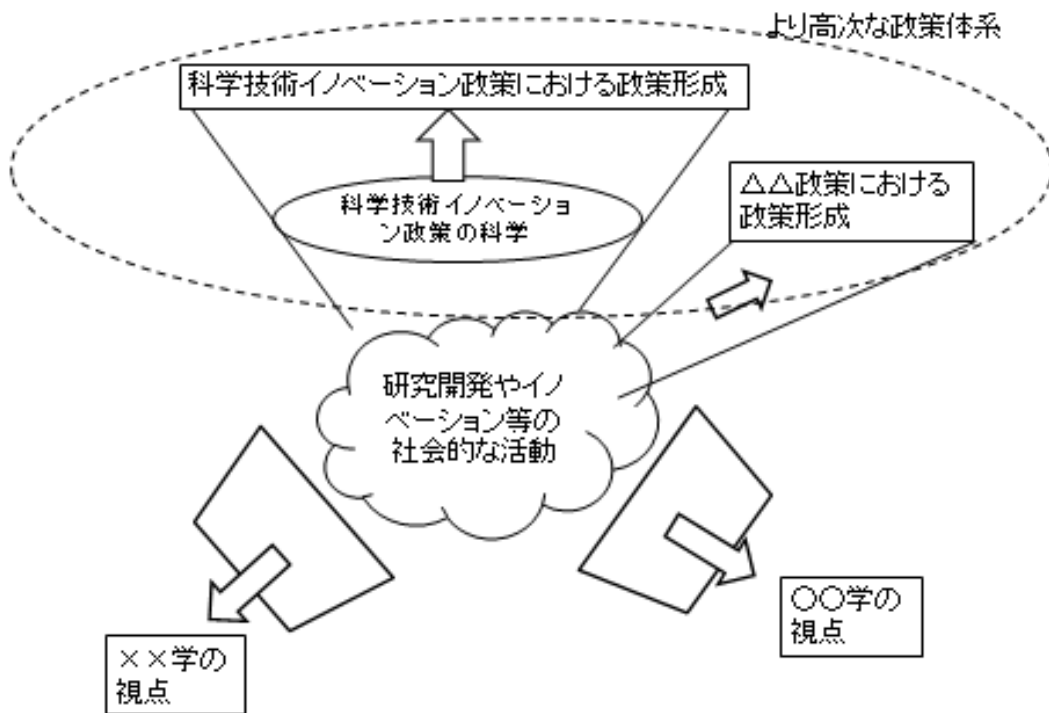 より高次な政策体系
科学技術イノベーション政策における政策形成
△△政策における
政策形成
科学技術イノベーショ
ン政策の科学
研究開発やイノ
ベーション等の
社会的な活動
〇〇学の
視点
××学の
視点